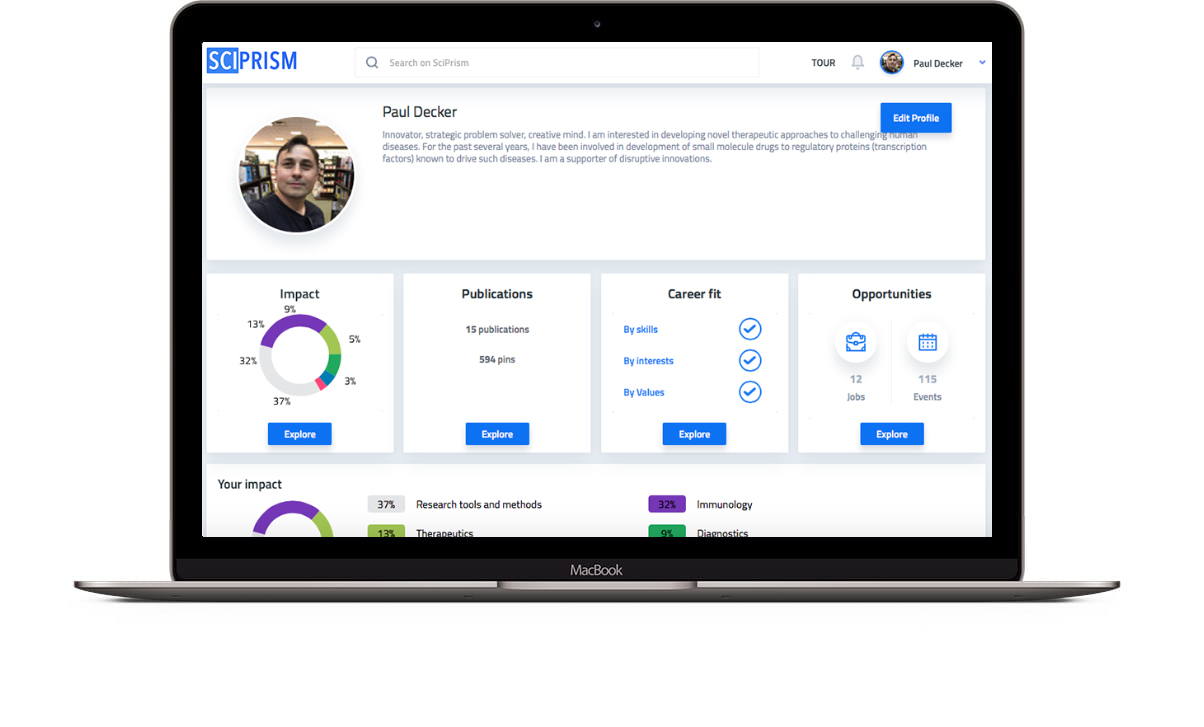 SCIPRISM
Search on SciPrism
TOUR
Paul Decker
Paul Decker
Edit Profile
Innovator, strategic problem solver, creative mind. I am interested in developing novel therapeutic approaches to challenging human
diseases. For the past several years, I have been involved in development of small molecule drugs to regulatory proteins (transcription
factors) known to drive such diseases. I am a supporter of disruptive innovations.
Impact
9%
13%
5%
32%
3%
37%
Explore
Publications
15 publications
594 pins
Explore
Career fit
By skills
By interests
By Values
Explore
Opportunities
12
Jobs
115
Events
Explore
Your impact
37% Research tools and methods
32% Immunology
13% Therapeutics
9% Diagnostics
MacBook